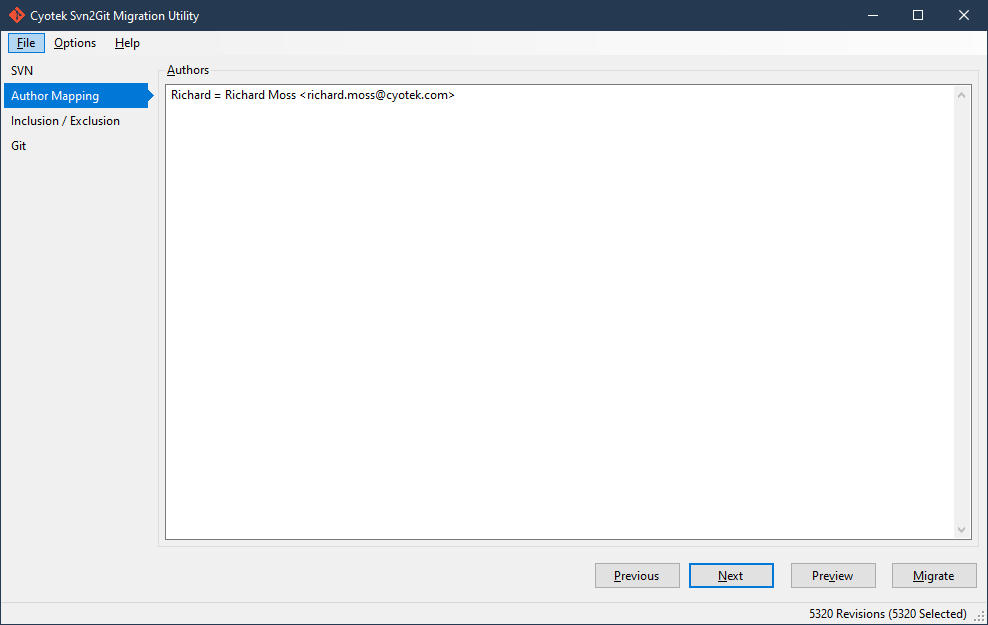 Cyotek Svn2Git Migration Utility
File Options Help
SVN
Author Mapping
Inclusion / Exclusion
Git
Authors
Richard = Richard Moss <richard.moss@cyotek.com>
Previous Next Preview Migrate
5320 Revisions (5320 Selected)